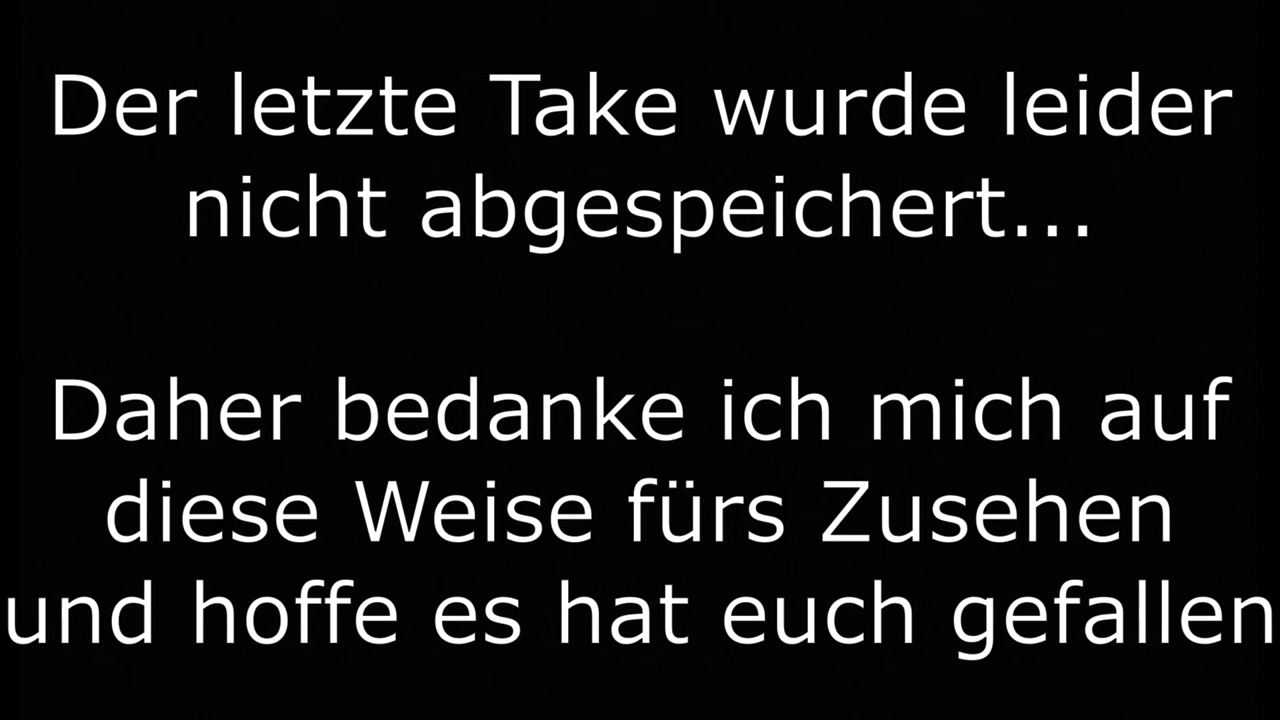 Der letzte Take wurde leider
nicht abgespeichert...
Daher bedanke ich mich auf
diese Weise fürs Zusehen
und hoffe es hat euch gefallen